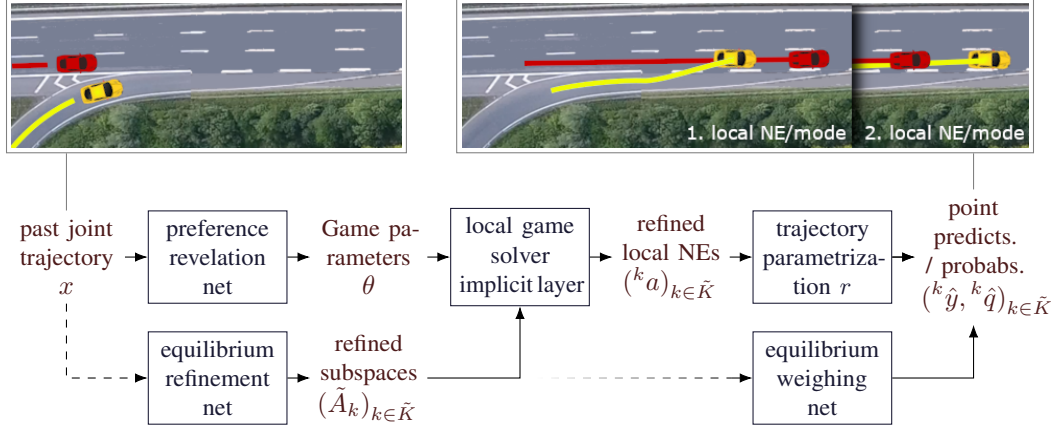 1. local NE/mode
2. local NE/mode
past joint
trajectory
x
preference
revelation
net
Game pa-
rameters
θ
local game
solver
implicit layer
refined
local NEs
(ᵏa)ₖ∈K̃
trajectory
parametriza-
tion r
point
predicts.
/ probabs.
(ᵏŷ, ᵏq̂)ₖ∈K̃
equilibrium
refinement
net
refined
subspaces
(Ãₖ)ₖ∈K̃
equilibrium
weighing
net